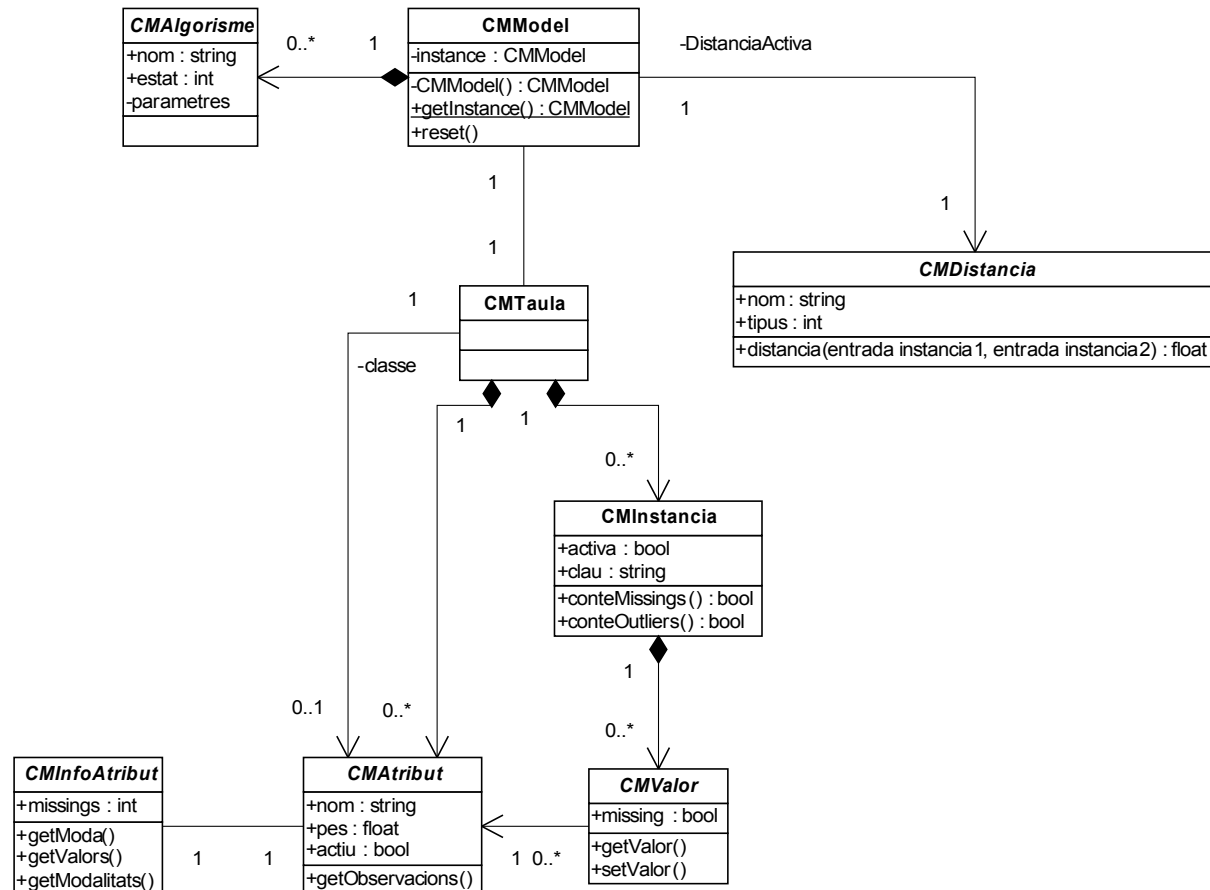 CMAlgorisme
+nom : string
+estat : int
-parametres
0..*
1
CMModel
-instance : CMModel
-CMModel() : CMModel
+getInstance() : CMModel
+reset()
-DistanciaActiva
1
1
CMDistancia
+nom : string
+tipus : int
+distancia(entrada instancia1, entrada instancia2) : float
1
1
CMTaula
1
-classe
1
1
0..*
CMInstancia
+activa : bool
+clau : string
+conteMissings() : bool
+conteOutliers() : bool
1
0..*
0..1
0..*
CMInfoAtribut
+missings : int
+getModa()
+getValors()
+getModalitats()
1
1
CMAtribut
+nom : string
+pes : float
+actiu : bool
+getObservacions()
1
0..*
CMValor
+missing : bool
+getValor()
+setValor()